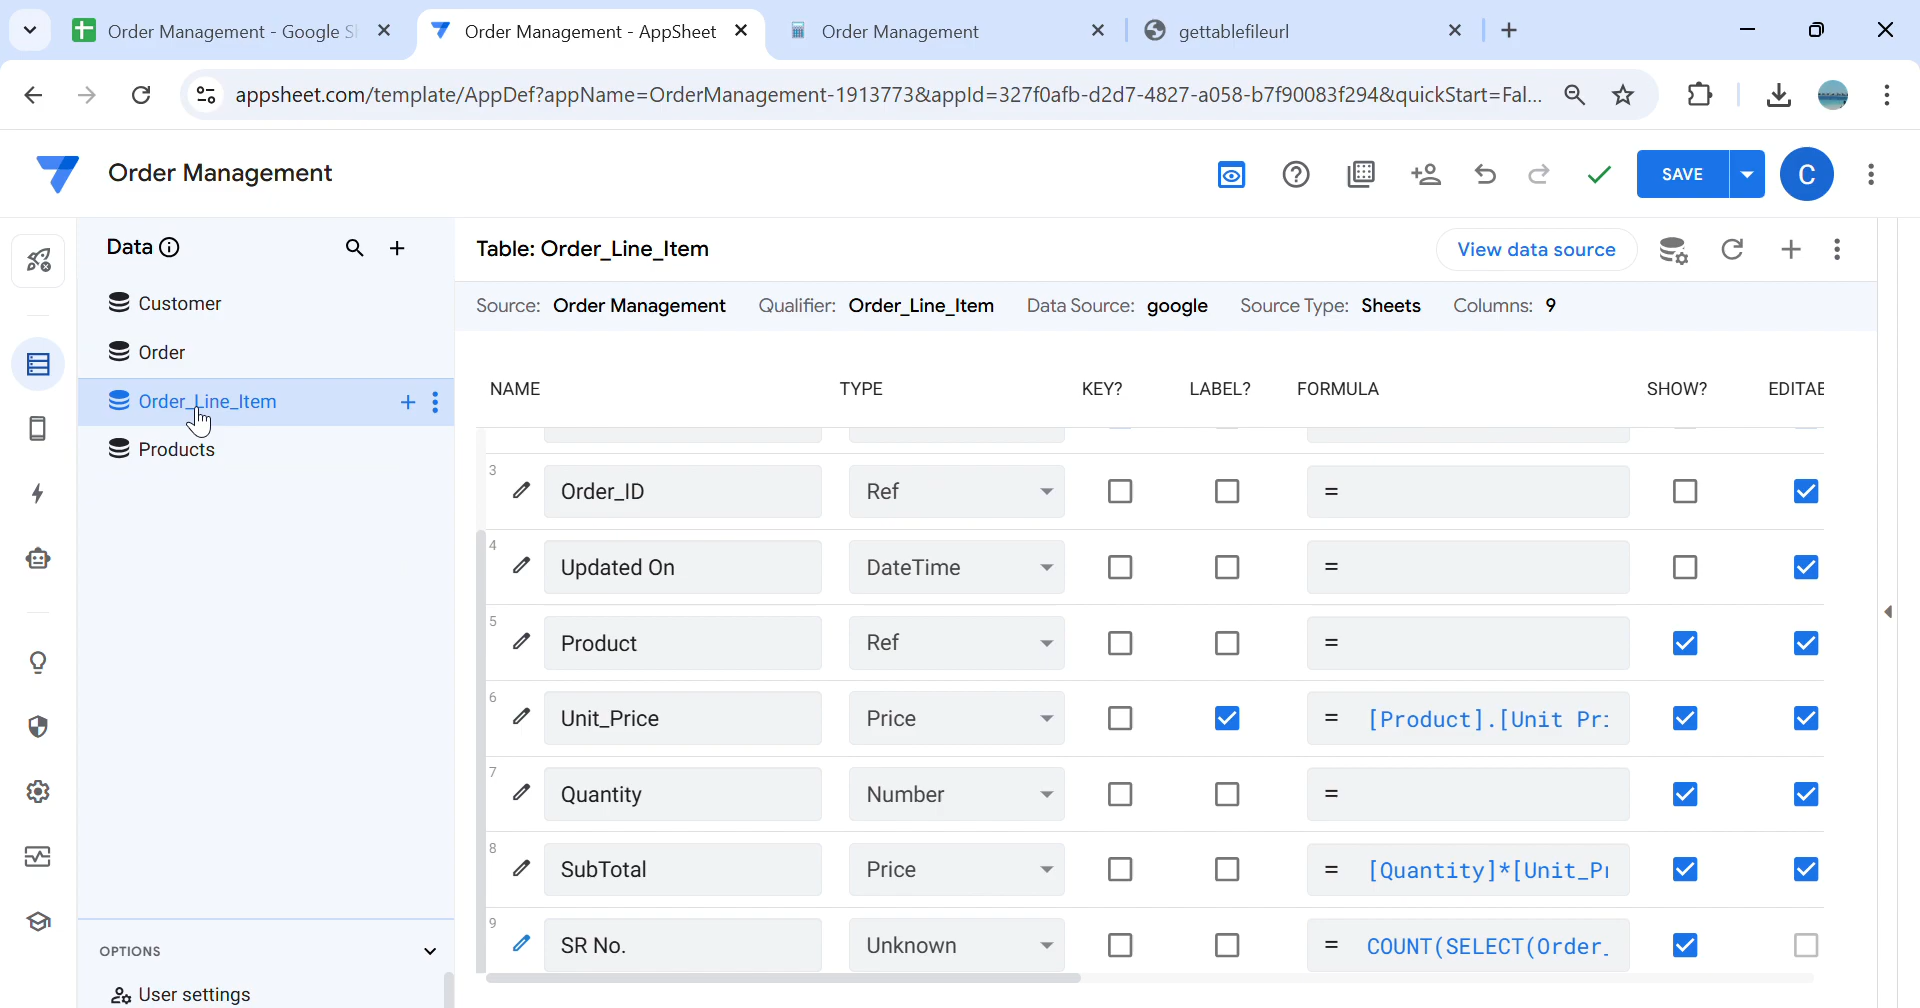 Order Management - Google S
Order Management - AppSheet
Order Management
gettablefileurl
appsheet.com/template/AppDef?appName=OrderManagement-1913773&appId=327f0afb-d2d7-4827-a058-b7f90083f294&quickStart=Fal...
Order Management
SAVE
C
Data
Customer
Order
Order_Line_Item
Products
OPTIONS
User settings
Table: Order_Line_Item
View data source
Source: Order Management Qualifier: Order_Line_Item Data Source: google Source Type: Sheets Columns: 9
NAME TYPE KEY? LABEL? FORMULA SHOW? EDITAB
3 Order_ID Ref =
4 Updated On DateTime =
5 Product Ref =
6 Unit_Price Price = [Product].[Unit Pri
7 Quantity Number =
8 SubTotal Price = [Quantity]*[Unit_Pr
9 SR No. Unknown = COUNT(SELECT(Order_